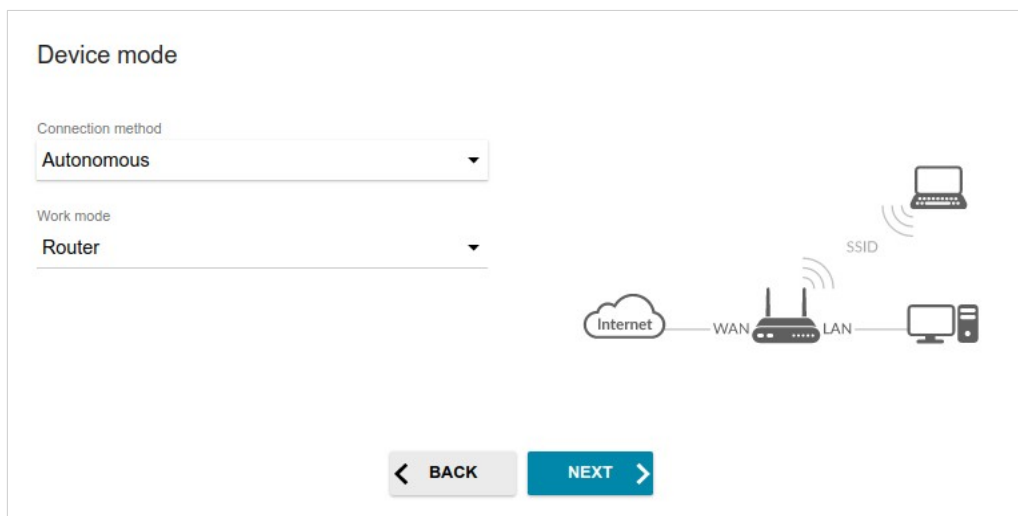 Device mode
Connection method
Autonomous
Work mode
Router
SSID
Internet
WAN
LAN
BACK
NEXT